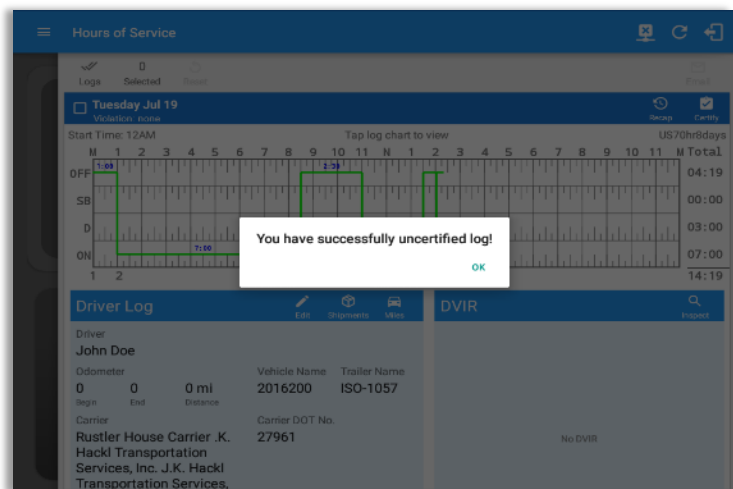 Hours of Service
Logs
0
Selected
Reset
Email
Tuesday Jul 19
Violation: none
Recap
Certify
Start Time: 12AM
Tap log chart to view
US70hr8days
M 1 2 3 4 5 6 7 8 9 10 11 N 1 2 3 4 5 6 7 8 9 10 11 M Total
OFF 1:00 2:30 04:19
SB 00:00
D 03:00
ON 7:00 07:00
1 2 14:19
You have successfully uncertified log!
OK
Driver Log
Edit
Shipments
Miles
DVIR
Inspect
Driver
John Doe
Odometer
Vehicle Name
Trailer Name
0 0 0 mi
2016200
ISO-1057
Begin End Distance
Carrier
Carrier DOT No.
Rustler House Carrier .K.
27961
Hackl Transportation
Services, Inc. J.K. Hackl
Transportation Services,
No DVIR